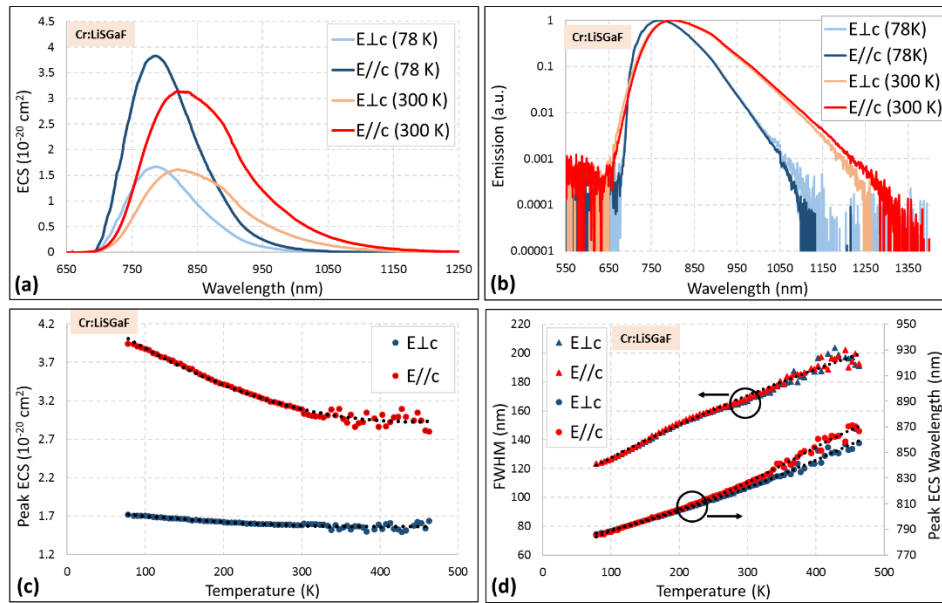 Cr:LiSGaF
E⊥c (78 K)
E//c (78 K)
E⊥c (300 K)
E//c (300 K)
ECS (10⁻²⁰ cm²)
4.5
4
3.5
3
2.5
2
1.5
1
0.5
0
650 750 850 950 1050 1150 1250
Wavelength (nm)
(a)
(b)
Cr:LiSGaF
E⊥c (78K)
E//c (78K)
E⊥c (300 K)
E//c (300 K)
Emission (a.u.)
1
0.1
0.01
0.001
0.0001
0.00001
550 650 750 850 950 1050 1150 1250 1350
Wavelength (nm)
Cr:LiSGaF
E⊥c
E//c
Peak ECS (10⁻²⁰ cm²)
4.2
3.7
3.2
2.7
2.2
1.7
1.2
0 100 200 300 400 500
Temperature (K)
(c)
Cr:LiSGaF
E⊥c
E//c
E⊥c
E//c
FWHM (nm)
220
200
180
160
140
120
100
80
60
950
930
910
890
870
850
830
810
790
770
Peak ECS Wavelength (nm)
0 100 200 300 400 500
Temperature (K)
(d)